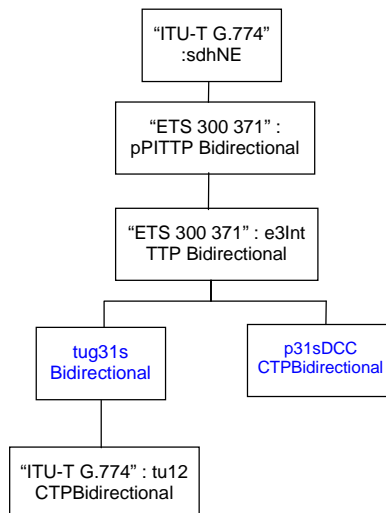 “ITU-T G.774”
:sdhNE
“ETS 300 371” :
pPITTP Bidirectional
“ETS 300 371” : e3Int
TTP Bidirectional
tug31s
Bidirectional
p31sDCC
CTPBidirectional
“ITU-T G.774” : tu12
CTPBidirectional